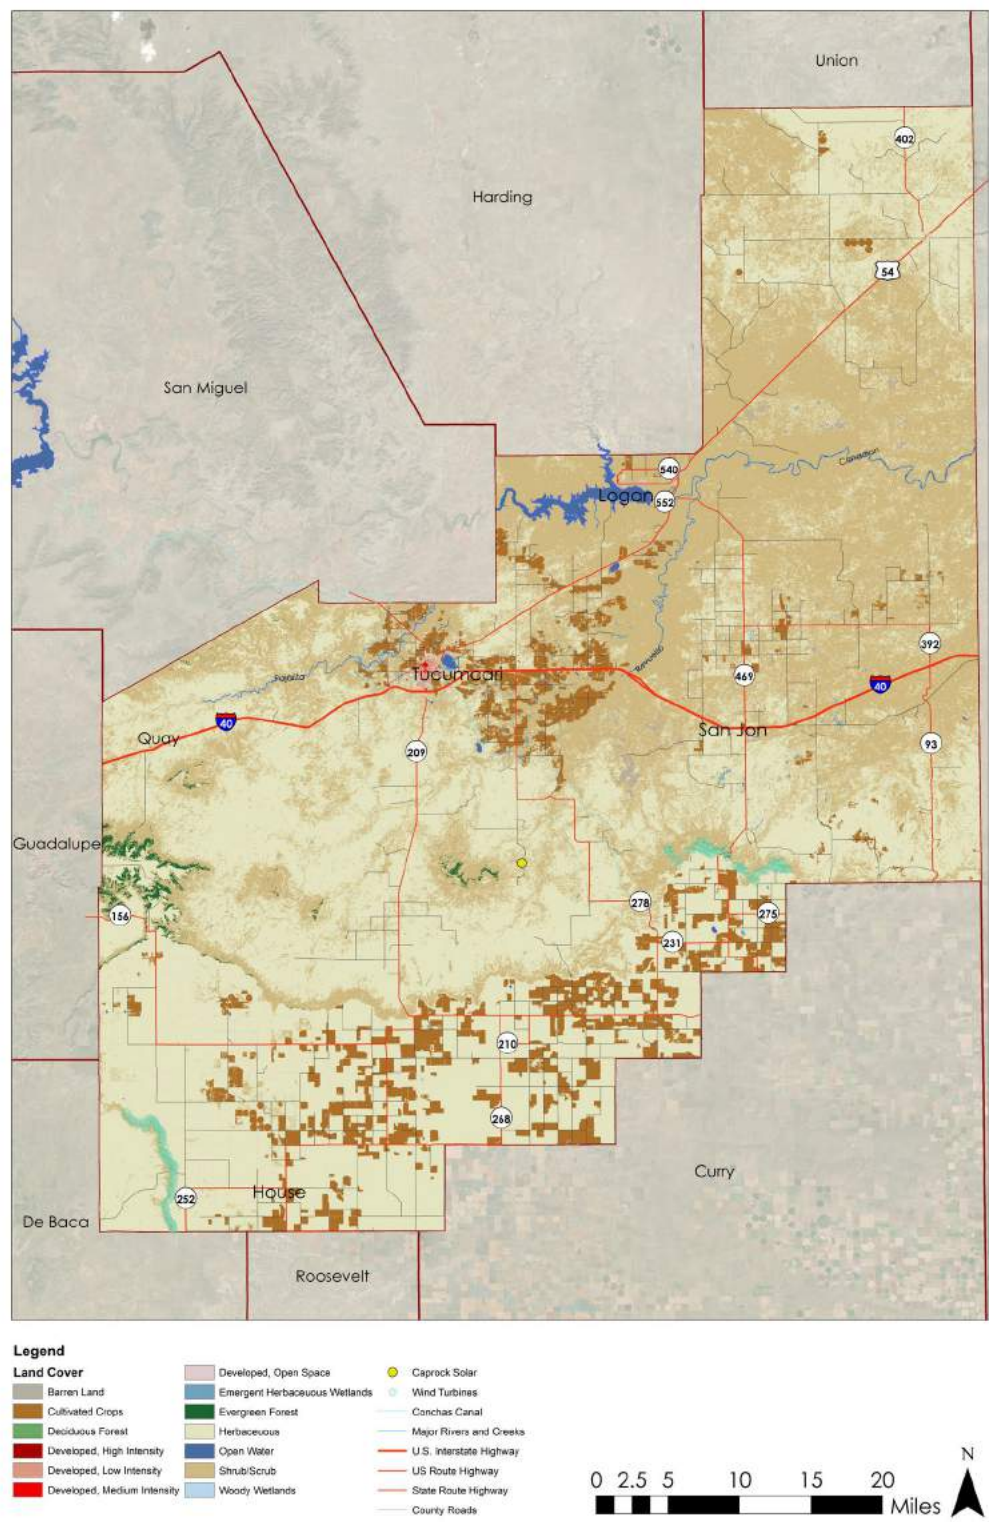 Union
402
Harding
54
San Miguel
Canadian
540
Logan
552
392
Revuelto
Pajarito
Tucumcari
469
40
40
San Jon
Quay
209
93
Guadalupe
278
275
156
231
210
268
Curry
House
252
De Baca
Roosevelt
Legend
Land Cover
Barren Land
Cultivated Crops
Deciduous Forest
Developed, High Intensity
Developed, Low Intensity
Developed, Medium Intensity
Developed, Open Space
Emergent Herbaceuous Wetlands
Evergreen Forest
Herbaceuous
Open Water
Shrub/Scrub
Woody Wetlands
Caprock Solar
Wind Turbines
Conchas Canal
Major Rivers and Creeks
U.S. Interstate Highway
US Route Highway
State Route Highway
County Roads
0 2.5 5 10 15 20
Miles
N